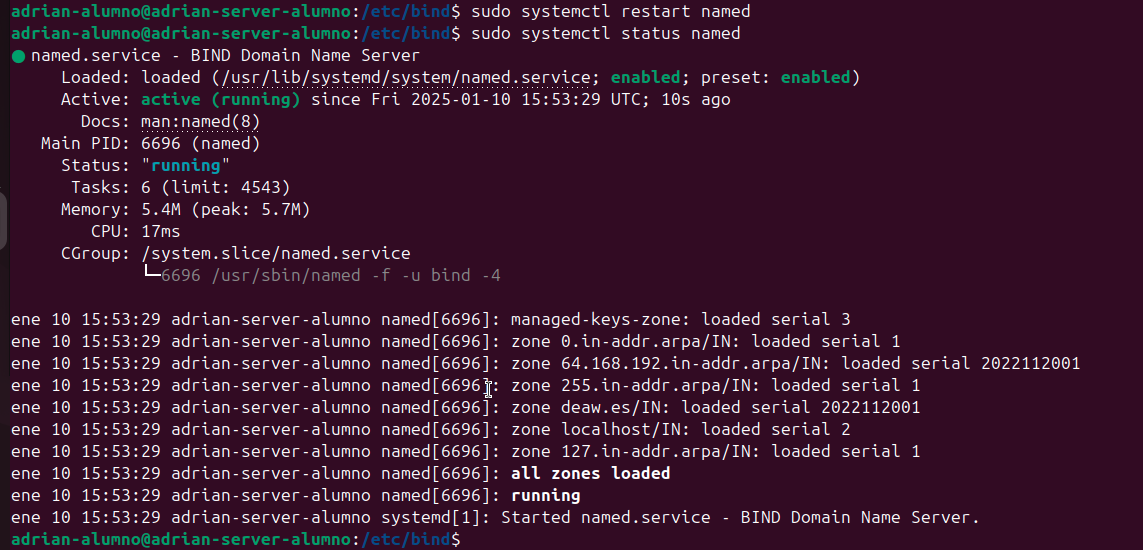 adrian-alumno@adrian-server-alumno:/etc/bind$ sudo systemctl restart named
adrian-alumno@adrian-server-alumno:/etc/bind$ sudo systemctl status named
● named.service - BIND Domain Name Server
Loaded: loaded (/usr/lib/systemd/system/named.service; enabled; preset: enabled)
Active: active (running) since Fri 2025-01-10 15:53:29 UTC; 10s ago
Docs: man:named(8)
Main PID: 6696 (named)
Status: "running"
Tasks: 6 (limit: 4543)
Memory: 5.4M (peak: 5.7M)
CPU: 17ms
CGroup: /system.slice/named.service
└─6696 /usr/sbin/named -f -u bind -4
ene 10 15:53:29 adrian-server-alumno named[6696]: managed-keys-zone: loaded serial 3
ene 10 15:53:29 adrian-server-alumno named[6696]: zone 0.in-addr.arpa/IN: loaded serial 1
ene 10 15:53:29 adrian-server-alumno named[6696]: zone 64.168.192.in-addr.arpa/IN: loaded serial 2022112001
ene 10 15:53:29 adrian-server-alumno named[6696]: zone 255.in-addr.arpa/IN: loaded serial 1
ene 10 15:53:29 adrian-server-alumno named[6696]: zone deaw.es/IN: loaded serial 2022112001
ene 10 15:53:29 adrian-server-alumno named[6696]: zone localhost/IN: loaded serial 2
ene 10 15:53:29 adrian-server-alumno named[6696]: zone 127.in-addr.arpa/IN: loaded serial 1
ene 10 15:53:29 adrian-server-alumno named[6696]: all zones loaded
ene 10 15:53:29 adrian-server-alumno named[6696]: running
ene 10 15:53:29 adrian-server-alumno systemd[1]: Started named.service - BIND Domain Name Server.
adrian-alumno@adrian-server-alumno:/etc/bind$